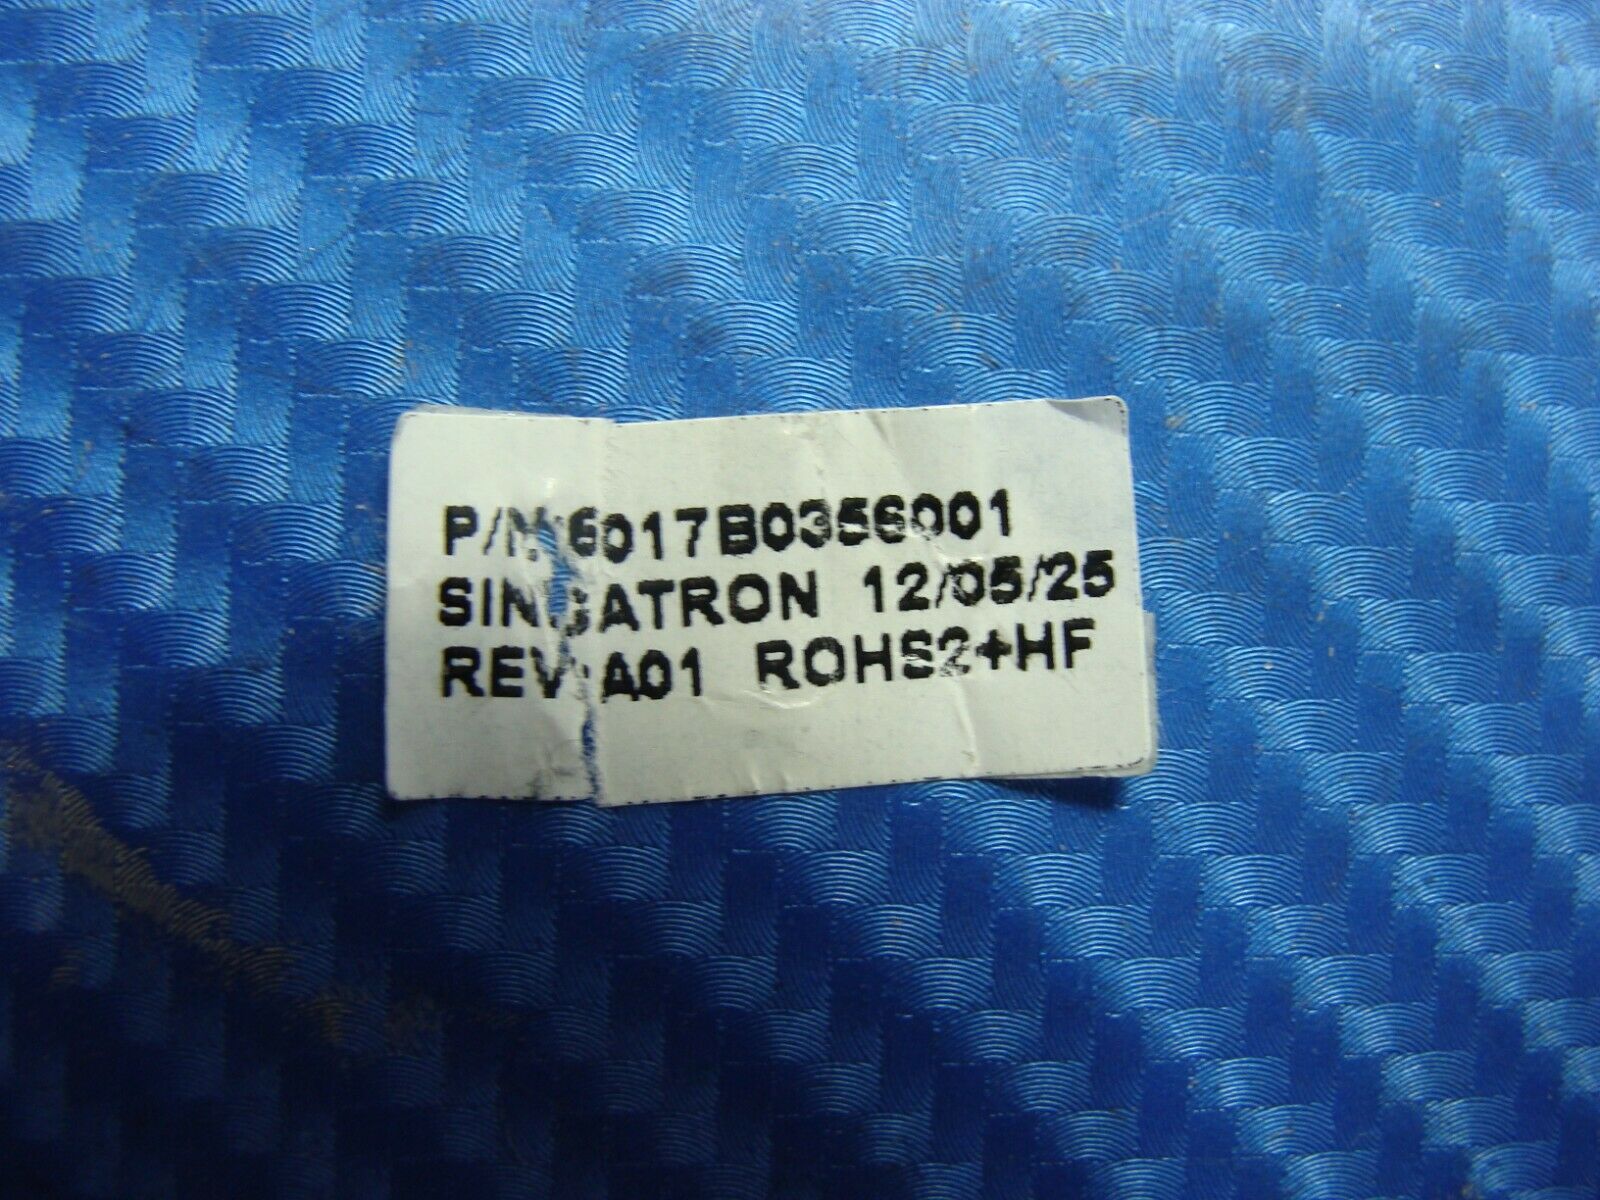 P/N:6017B0356001
SINGATRON 12/05/25
REV:A01 ROHS2+HF